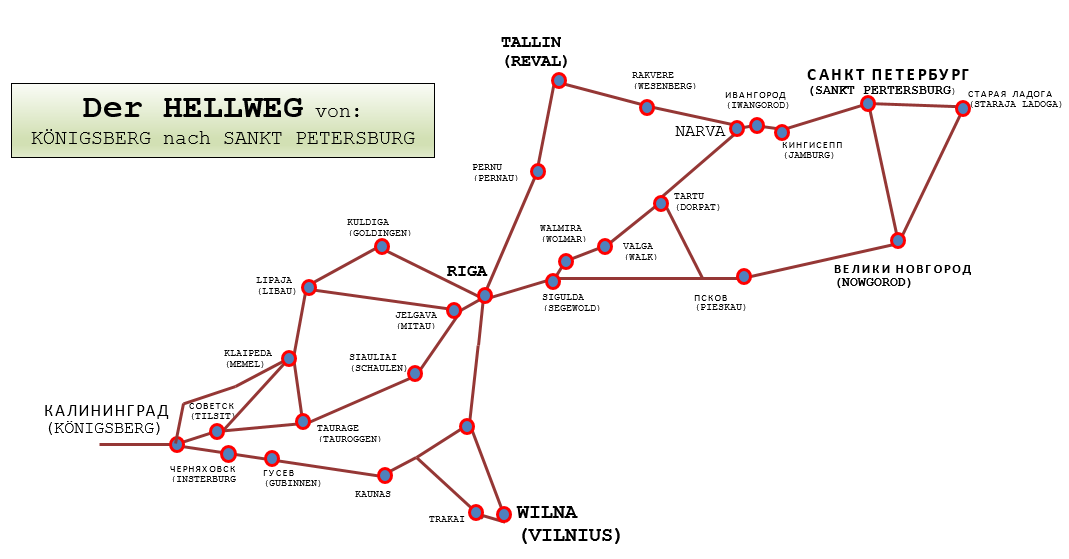 TALLIN
(REVAL)
Der HELLWEG von:
KÖNIGSBERG nach SANKT PETERSBURG
RAKVERE
(WESENBERG)
САНКТ ПЕТЕРБУРГ
(SANKT PERTERSBURG)
ИВАНГОРОД
(IWANGOROD)
СТАРАЯ ЛАДОГА
(STARAJA LADOGA)
NARVA
КИНГИСЕПП
(JAMBURG)
PERNU
(PERNAU)
TARTU
(DORPAT)
KULDIGA
(GOLDINGEN)
WALMIRA
(WOLMAR)
VALGA
(WALK)
RIGA
ВЕЛИКИ НОВГОРОД
(NOWGOROD)
LIPAJA
(LIBAU)
SIGULDA
(SEGEWOLD)
ПСКОВ
(PIESKAU)
JELGAVA
(MITAU)
KLAIPEDA
(MEMEL)
SIAULIAI
(SCHAULEN)
КАЛИНИНГРАД
(KÖNIGSBERG)
СОВЕТСК
(TILSIT)
TAURAGE
(TAUROGGEN)
ЧЕРНЯХОВСК
(INSTERBURG
ГУСЕВ
(GUBINNEN)
KAUNAS
TRAKAI
WILNA
(VILNIUS)